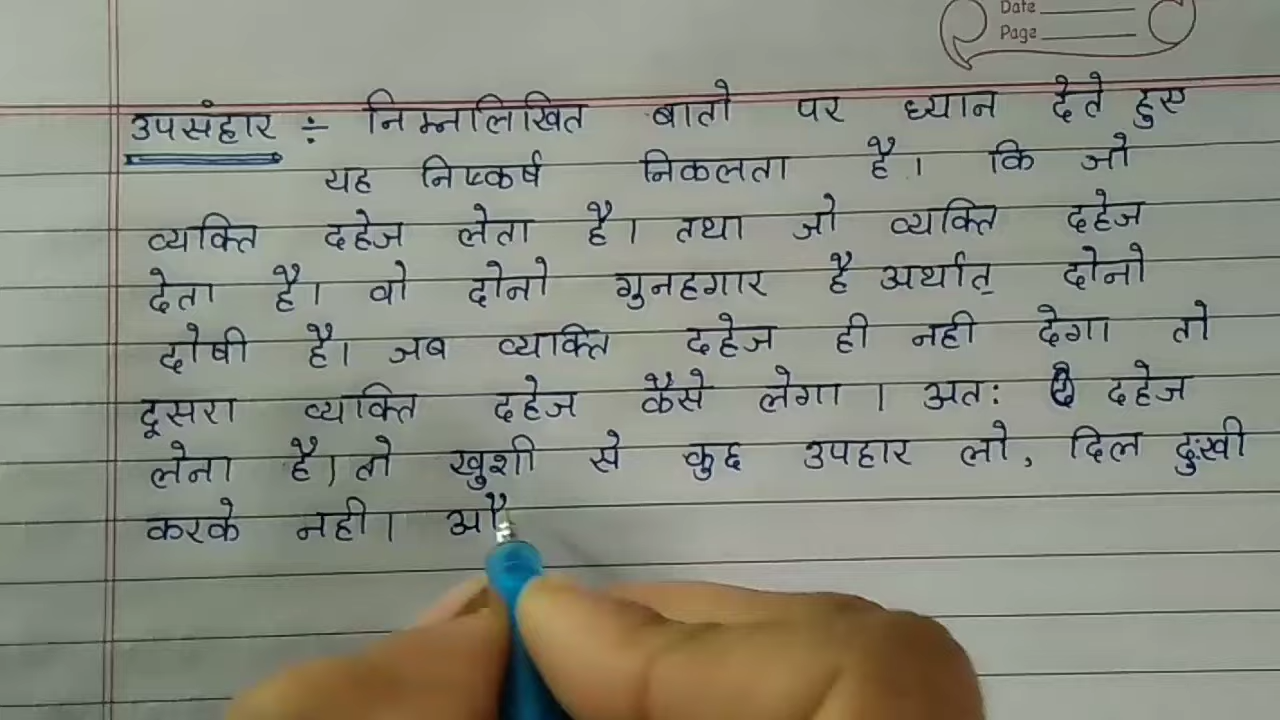 Date
Page
उपसंहार ÷ निम्नलिखित बातो पर ध्यान देते हुए
यह निष्कर्ष निकलता है। कि जो
व्यक्ति दहेज लेता है। तथा जो व्यक्ति दहेज
देता है। वो दोनो गुनहगार है अर्थात् दोनो
दोषी है। जब व्यक्ति दहेज ही नही देगा तो
दूसरा व्यक्ति दहेज कैसे लेगा । अतः दहेज
लेना है। तो खुशी से कुछ उपहार लो, दिल दुःखी
करके नही। औ